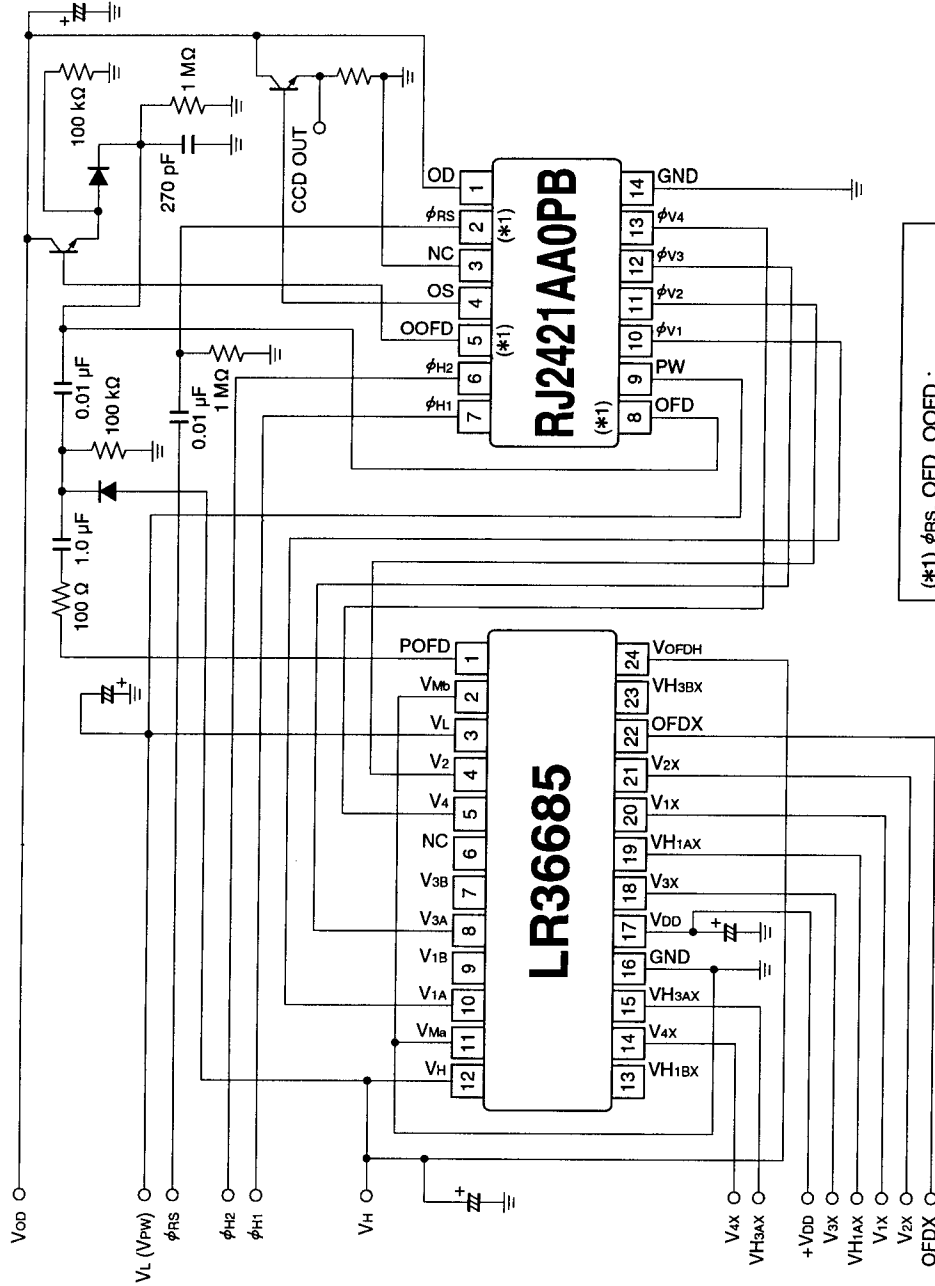 VOD
VL (VPW)
φRS
φH2
φH1
VH
V4X
VH3AX
+VDD
V3X
VH1AX
V1X
V2X
OFDX
+
100 kΩ
1 MΩ
270 pF
CCD OUT
0.01 µF
100 kΩ
0.01 µF
1 MΩ
1.0 µF
100 Ω
+
+
+
OD
φRS
NC
OS
OOFD
φH2
φH1
1
2
3
4
5
6
7
(*1)
(*1)
RJ2421AA0PB
(*1)
14
13
12
11
10
9
8
GND
φV4
φV3
φV2
φV1
PW
OFD
POFD
VMb
VL
V2
V4
NC
V3B
V3A
V1B
V1A
VMa
VH
1
2
3
4
5
6
7
8
9
10
11
12
LR36685
24
23
22
21
20
19
18
17
16
15
14
13
VOFDH
VH3BX
OFDX
V2X
V1X
VH1AX
V3X
VDD
GND
VH3AX
V4X
VH1BX
(*1) φRS, OFD, OOFD :